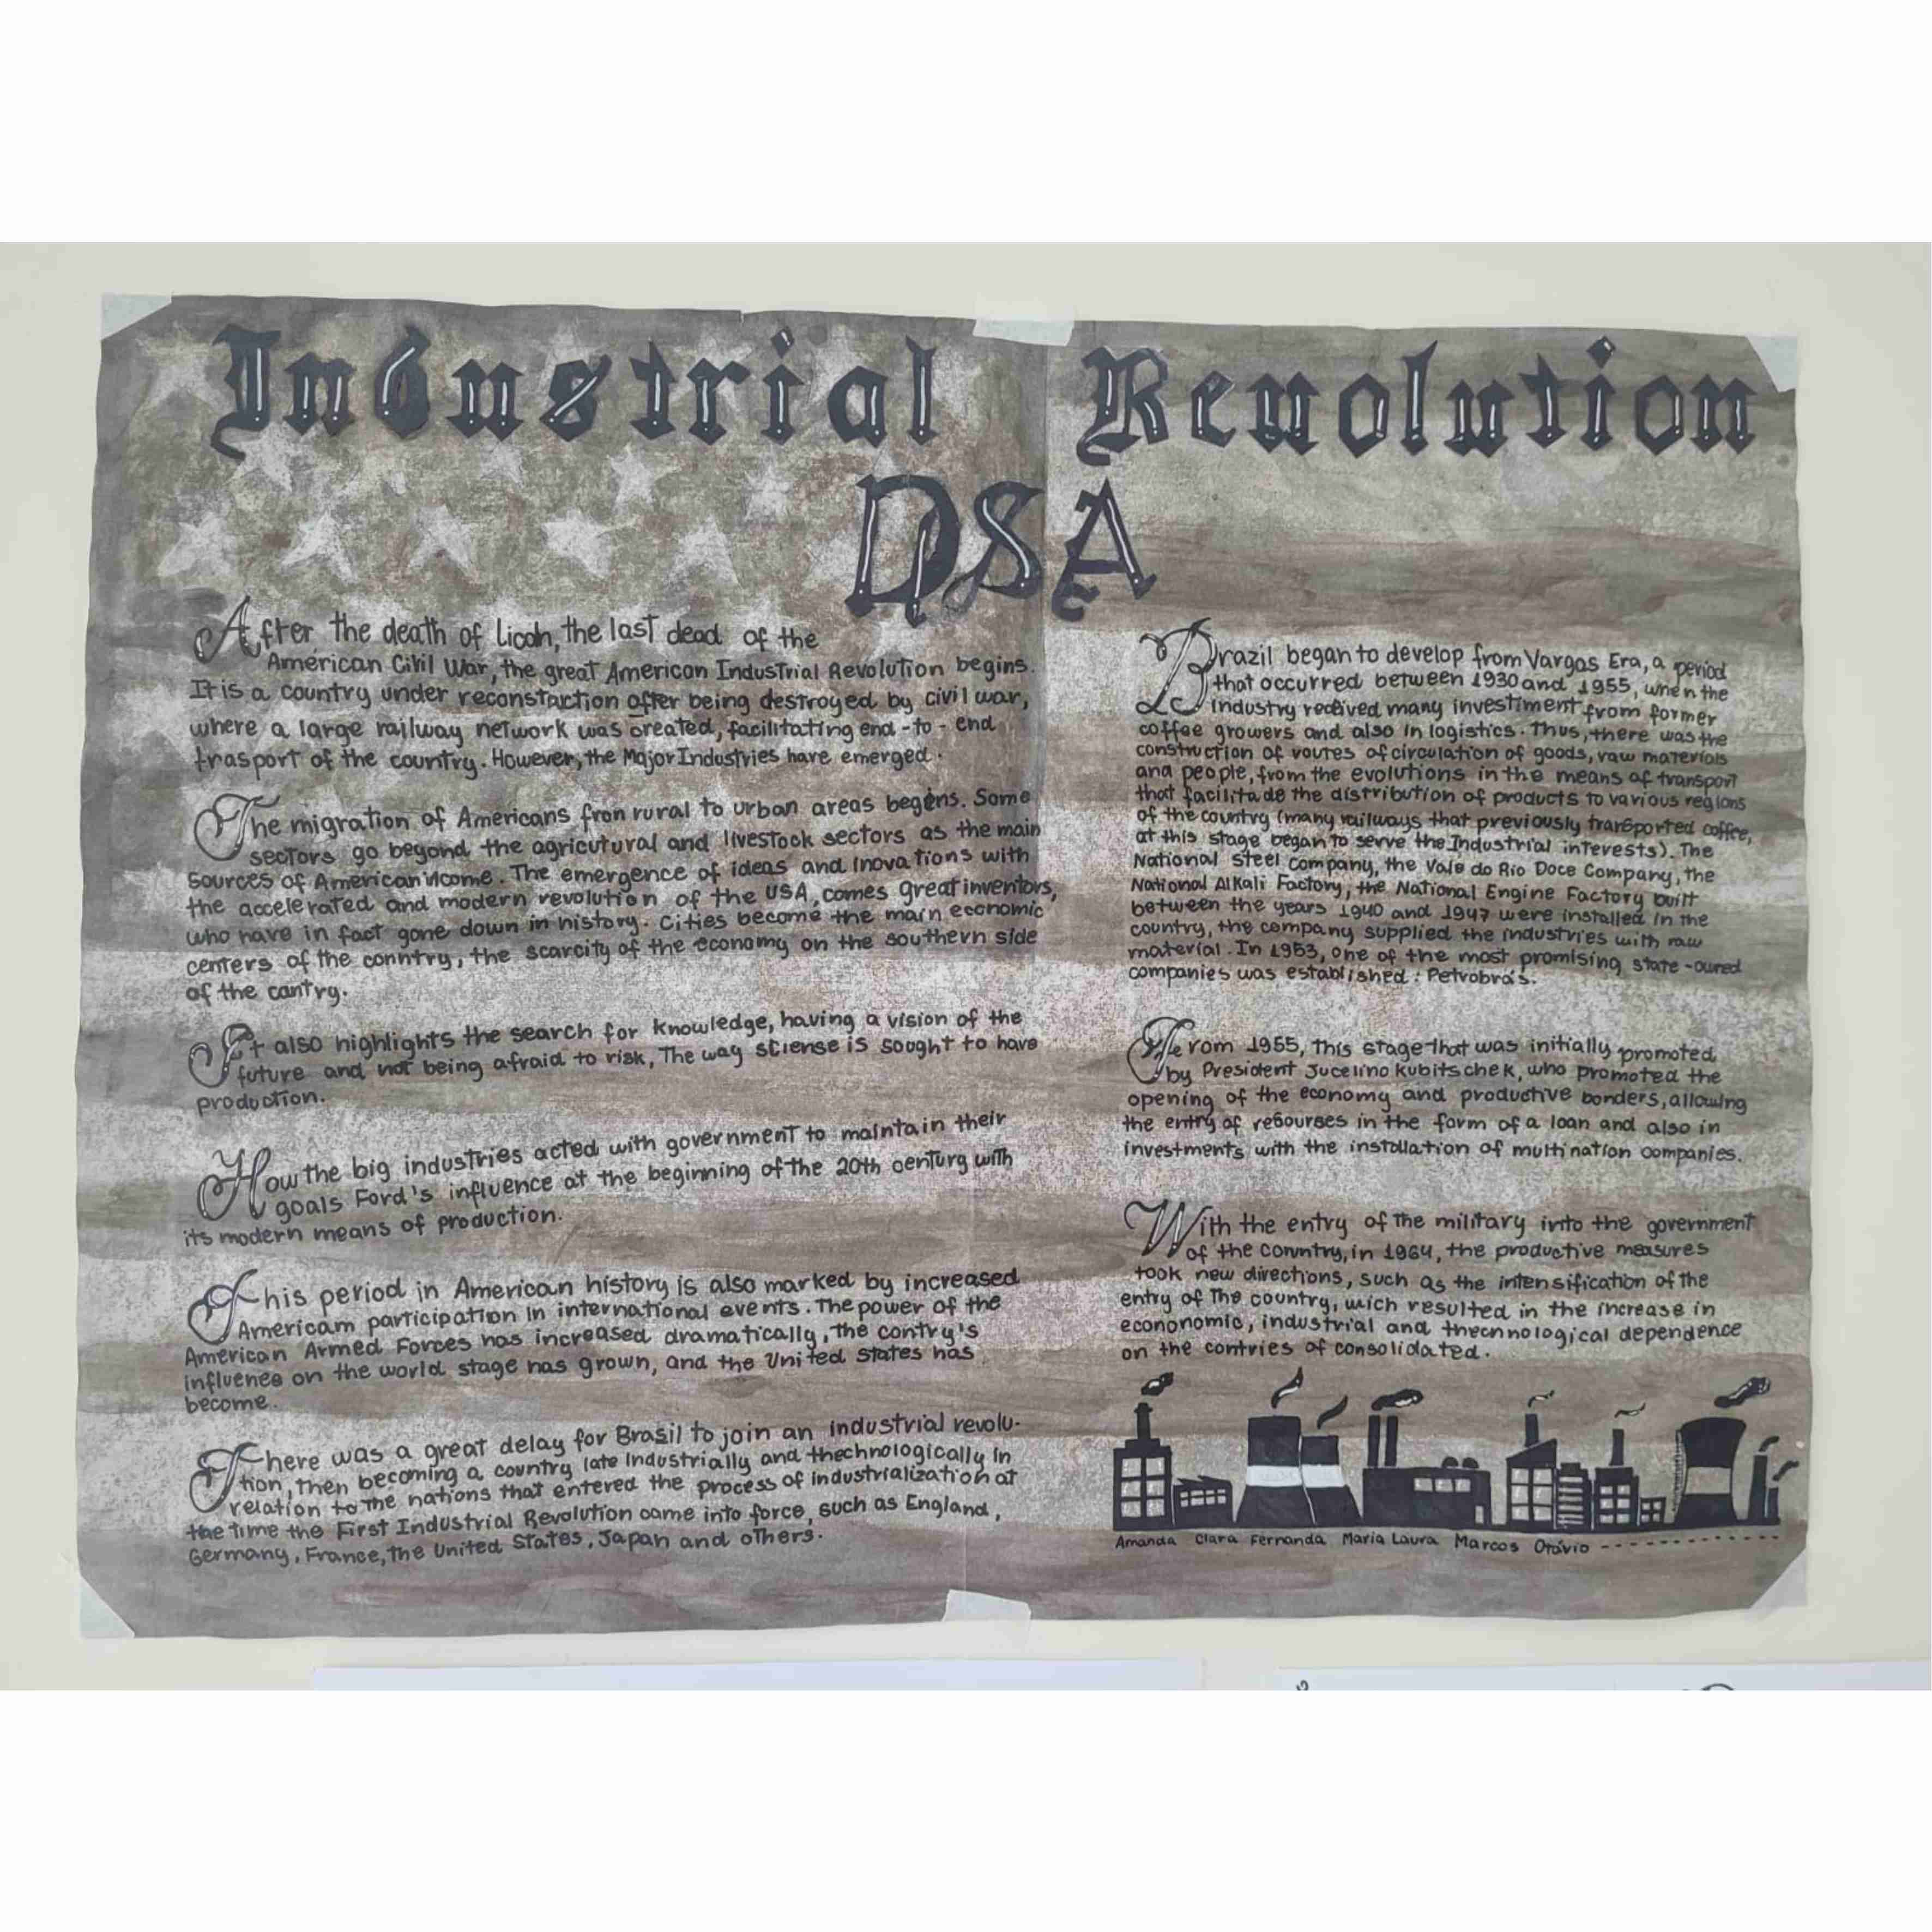 Industrial Revolution
USA
After the death of Licoln, the last dead of the
American Civil War, the great American Industrial Revolution begins.
It is a country under reconstraction after being destroyed by civil war,
where a large railway network was created, facilitating end-to-end
trasport of the country. However, the Major Industries have emerged.
The migration of Americans fron rural to urban areas begens. Some
sectors go beyond the agricutural and livestock sectors as the main
sources of American income. The emergence of ideas and inovations with
the accelerated and modern revolution of the USA, comes great inventors,
who have in fact gone down in history. Cities become the main economic
centers of the conntry, the scarcity of the economy on the southern side
of the cantry.
It also highlights the search for knowledge, having a vision of the
future and not being afraid to risk, The way sciense is sought to have
production.
How the big industries acted with government to maintain their
goals Ford's influence at the beginning of the 20th centurg with
its modern means of production.
This period in American history is also marked by increased
Americam participation in international events. The power of the
American Armed Forces has increased dramatically, the contry's
influenee on the world stage has grown, and the United States has
become.
There was a great delay for Brasil to join an industrial revolu-
tion, then becoming a country late industrially and thechnologically in
relation to the nations that entered the process of industrialization at
the time the First Industrial Revolution came into force, such as England,
Germany, France, the United States, Japan and others.
Brazil began to develop from Vargas Era, a period
that occurred between 1930 and 1955, when the
industry received many investiment from former
coffee growers and also in logistics. Thus, there was the
construction of routes of circulation of goods, raw materials
and people, from the evolutions in the means of transport
that facilitade the distribution of products to various regions
of the country (many railways that previously transported coffee,
at this stage began to serve the Industrial interests). The
National steel company, the Vale do Rio Doce Company, the
National Alkali Factory, the National Engine Factory built
between the years 1940 and 1947 were installed in the
country, the company supplied the industries with raw
material. In 1953, one of the most promising state-owned
companies was established: Petrobrás.
From 1955, this stage that was initially promoted
by President Jucelino Kubitschek, who promoted the
opening of the economy and productive bonders, allowing
the entry of resourses in the form of a loan and also in
investments with the installation of multination companies.
With the entry of the military into the government
of the conuntry, in 1964, the productive measures
took new directions, such as the intensification of the
entry of The country, wich resulted in the increase in
econonomic, industrial and thecnnological dependence
on the contries of consolidated.
Amanda Clara Fernanda Maria Laura Marcos Otávio